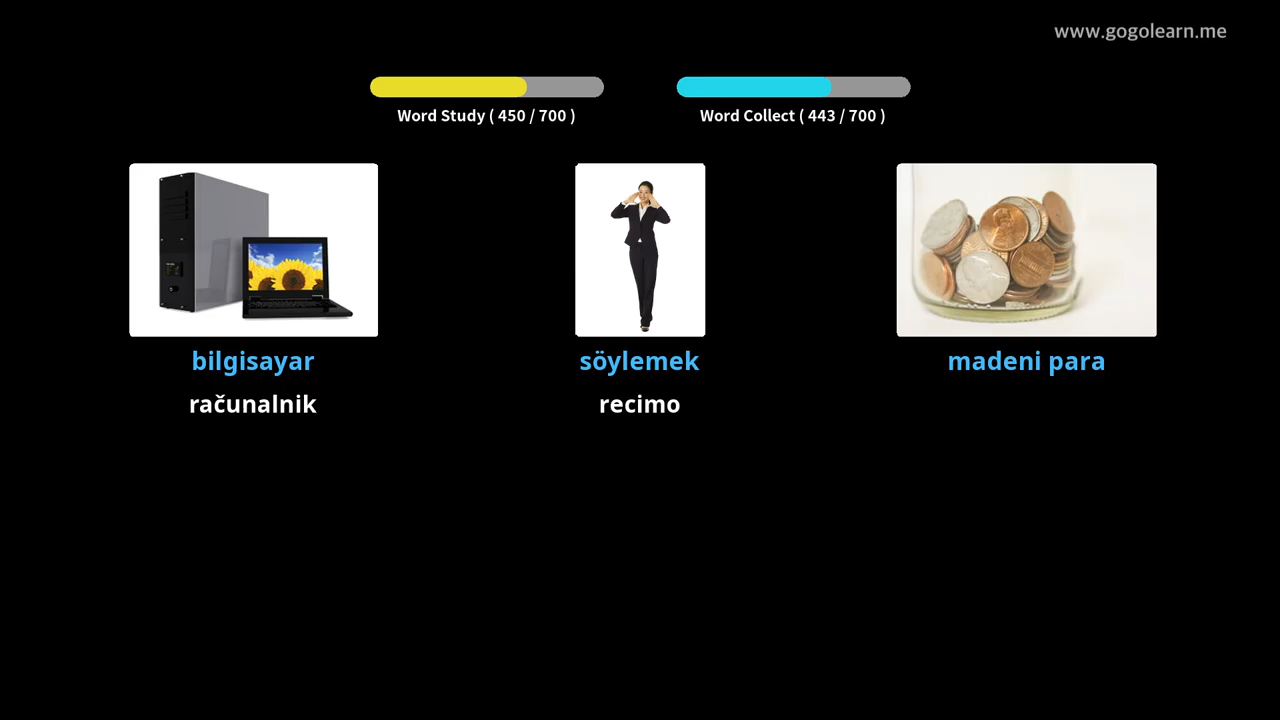 www.gogolearn.me
Word Study ( 450 / 700 )
Word Collect ( 443 / 700 )
bilgisayar
söylemek
madeni para
računalnik
recimo